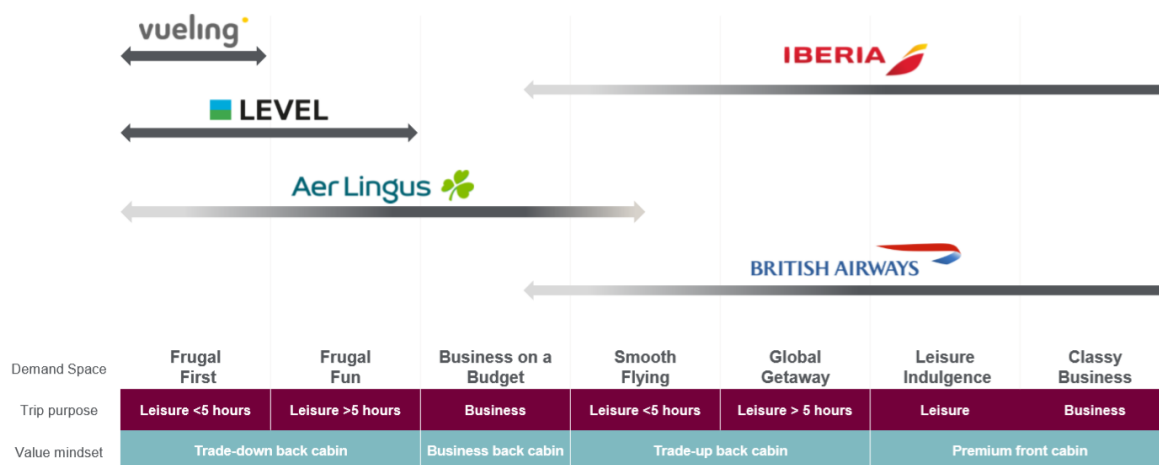 vueling
IBERIA
LEVEL
Aer Lingus
BRITISH AIRWAYS
Demand Space
Frugal
First
Frugal
Fun
Business on a
Budget
Smooth
Flying
Global
Getaway
Leisure
Indulgence
Classy
Business
Trip purpose
Leisure <5 hours
Leisure >5 hours
Business
Leisure <5 hours
Leisure > 5 hours
Leisure
Business
Value mindset
Trade-down back cabin
Business back cabin
Trade-up back cabin
Premium front cabin